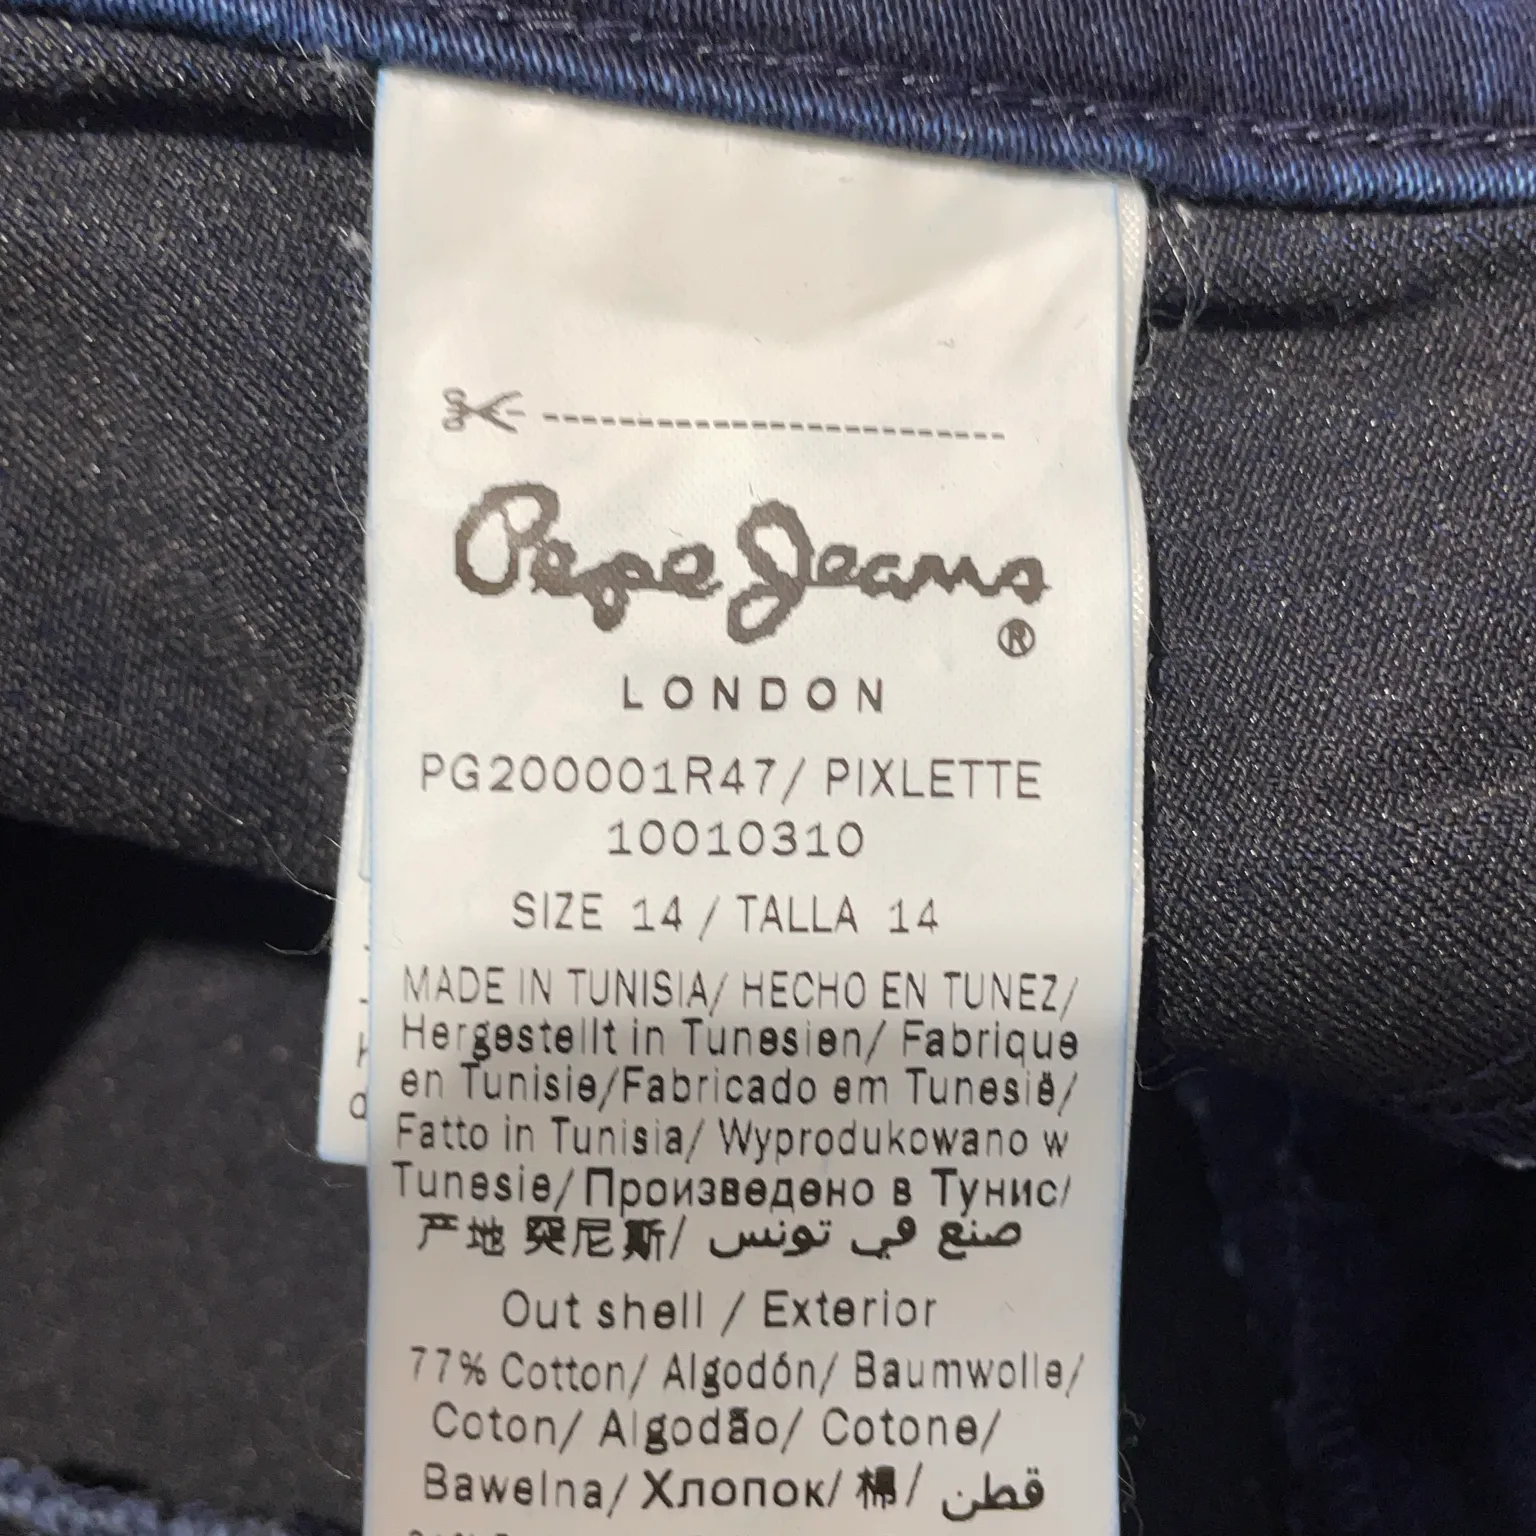 Pepe Jeans
®
LONDON
PG200001R47/ PIXLETTE
10010310
SIZE 14 / TALLA 14
MADE IN TUNISIA/ HECHO EN TUNEZ/
Hergestellt in Tunesien/ Fabrique
en Tunisie/Fabricado em Tunesië/
Fatto in Tunisia/ Wyprodukowano w
Tunesie/Произведено в Тунис/
产地 突尼斯/ صنع في تونس
Out shell / Exterior
77% Cotton/ Algodón/ Baumwolle/
Coton/ Algodão/ Cotone/
Bawelna/ Хлопок/ 棉/ قطن